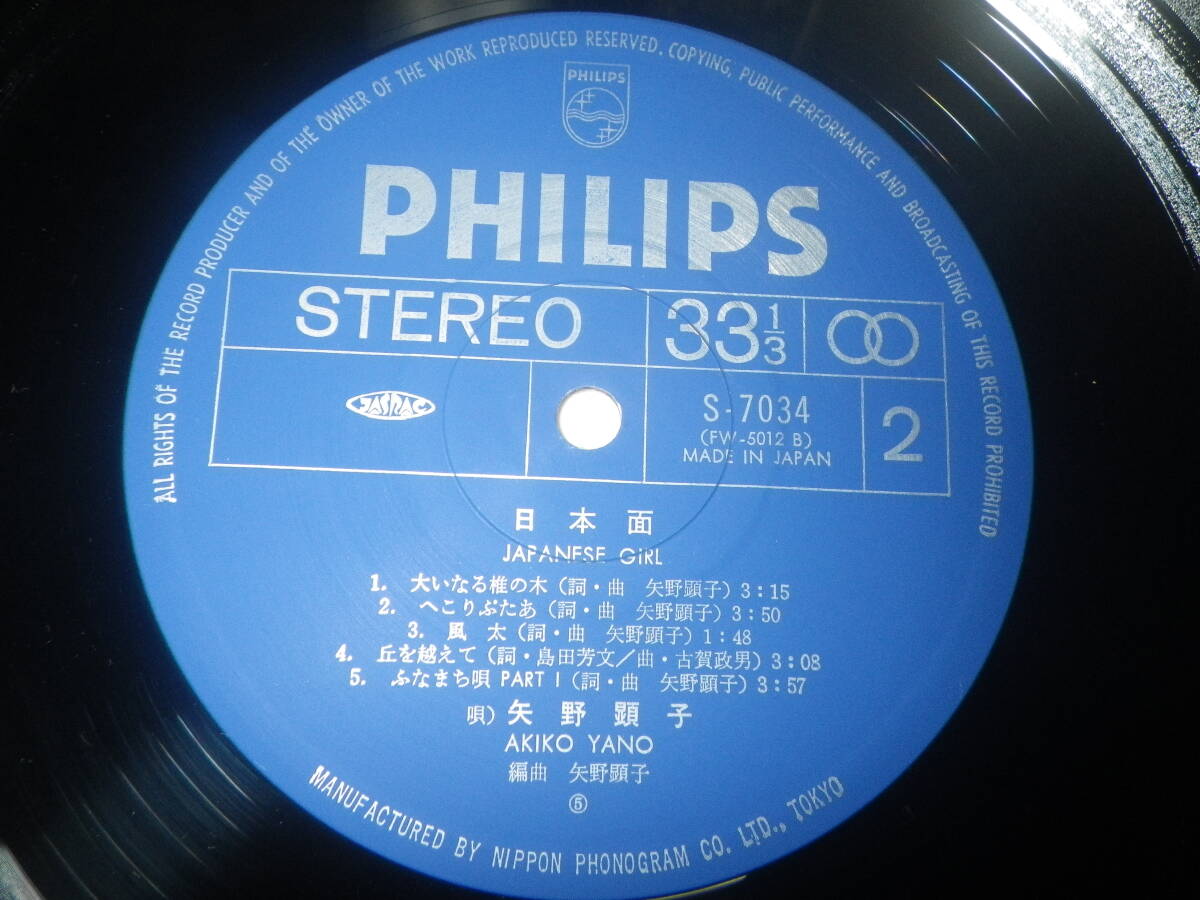 ALL RIGHTS OF THE RECORD PRODUCER AND OF THE OWNER OF THE WORK REPRODUCED RESERVED. COPYING, PUBLIC PERFORMANCE AND BROADCASTING OF THIS RECORD PROHIBITED
PHILIPS
PHILIPS
STEREO
33 1/3
JASRAC
S-7034
(FW-5012 B)
MADE IN JAPAN
2
日本面
JAPANESE GIRL
1. 大いなる椎の木(詞・曲 矢野顕子)3:15
2. へこりぷたあ(詞・曲 矢野顕子)3:50
3. 風太(詞・曲 矢野顕子)1:48
4. 丘を越えて(詞・島田芳文/曲・古賀政男)3:08
5. ふなまち唄 PART I(詞・曲 矢野顕子)3:57
唄)矢野顕子
AKIKO YANO
編曲 矢野顕子
⑤
MANUFACTURED BY NIPPON PHONOGRAM CO. LTD., TOKYO